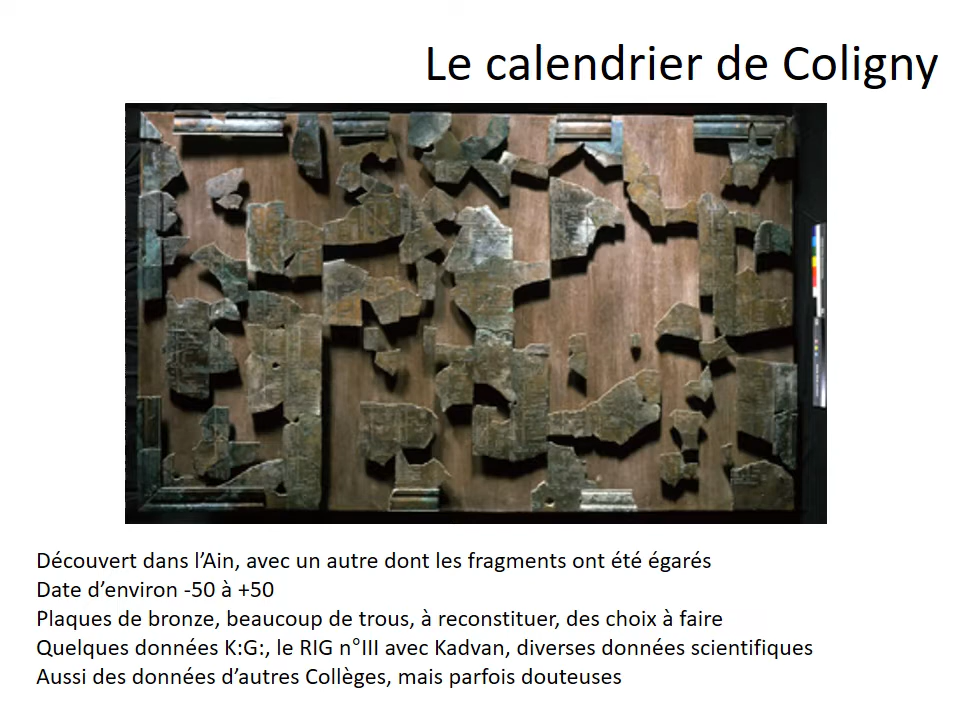 Le calendrier de Coligny
Découvert dans l’Ain, avec un autre dont les fragments ont été égarés
Date d’environ -50 à +50
Plaques de bronze, beaucoup de trous, à reconstituer, des choix à faire
Quelques données K:G:, le RIG n°III avec Kadvan, diverses données scientifiques
Aussi des données d’autres Collèges, mais parfois douteuses